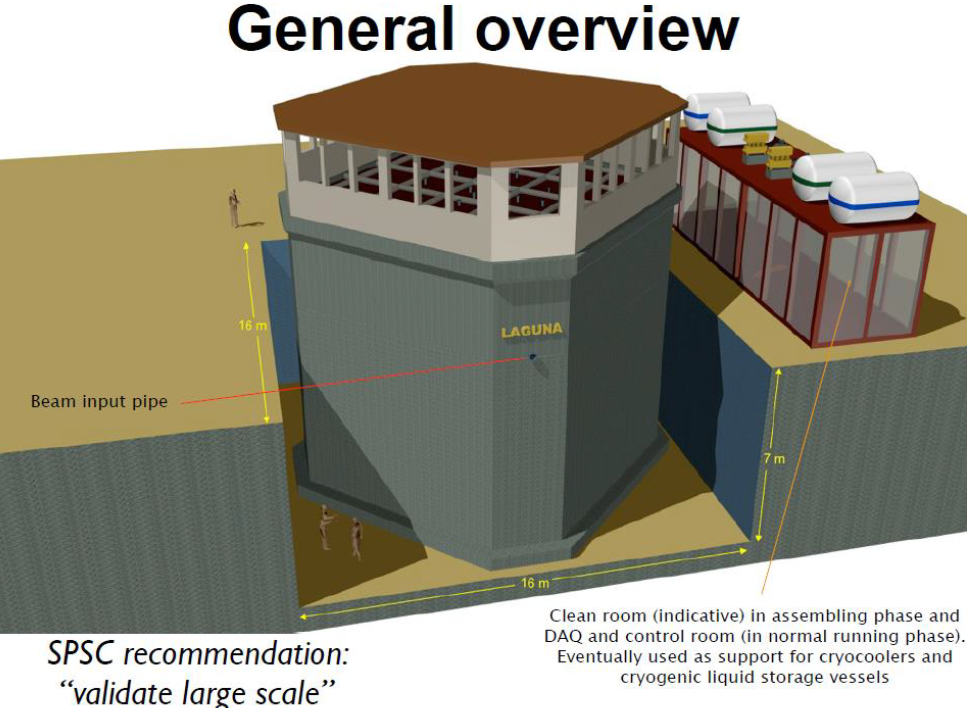 General overview
16 m
LAGUNA
Beam input pipe
7 m
16 m
Clean room (indicative) in assembling phase and
DAQ and control room (in normal running phase).
Eventually used as support for cryocoolers and
cryogenic liquid storage vessels
SPSC recommendation:
“validate large scale”